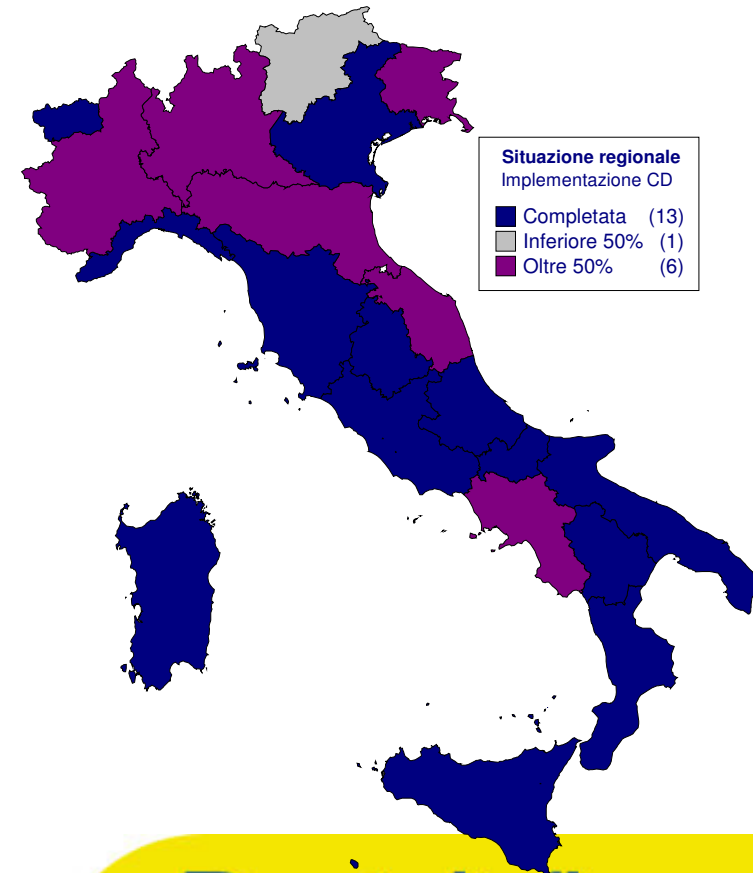 Situazione regionale
Implementazione CD
Completata (13)
Inferiore 50% (1)
Oltre 50% (6)